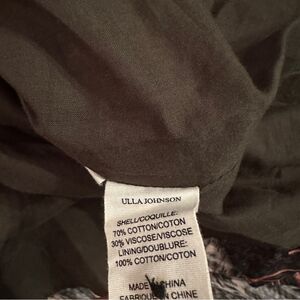 ULLA JOHNSON
SHELL/COQUILLE:
70% COTTON/COTON
30% VISCOSE/VISCOSE
LINING/DOUBLURE:
100% COTTON/COTON
MADE IN CHINA
FABRIQUÉ EN CHINE